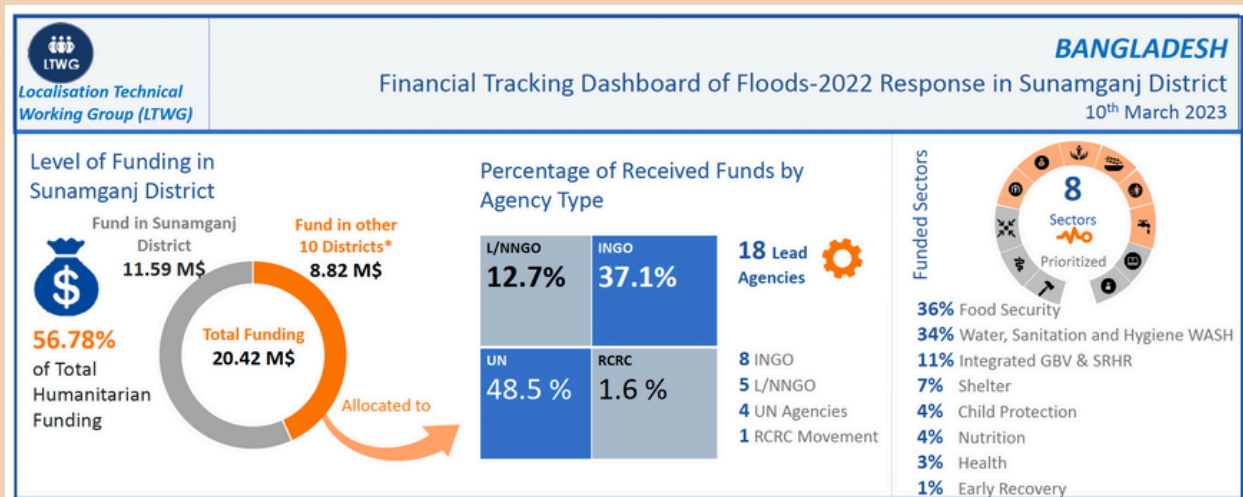 LTWG
Localisation Technical
Working Group (LTWG)
BANGLADESH
Financial Tracking Dashboard of Floods-2022 Response in Sunamganj District
10th March 2023
Level of Funding in
Sunamganj District
Fund in Sunamganj
District
11.59 M$
Fund in other
10 Districts*
8.82 M$
$
56.78%
of Total
Humanitarian
Funding
Total Funding
20.42 M$
Allocated to
Percentage of Received Funds by
Agency Type
L/NNGO
12.7%
INGO
37.1%
UN
48.5 %
RCRC
1.6 %
18 Lead
Agencies
8 INGO
5 L/NNGO
4 UN Agencies
1 RCRC Movement
Funded Sectors
8
Sectors
Prioritized
36% Food Security
34% Water, Sanitation and Hygiene WASH
11% Integrated GBV & SRHR
7% Shelter
4% Child Protection
4% Nutrition
3% Health
1% Early Recovery